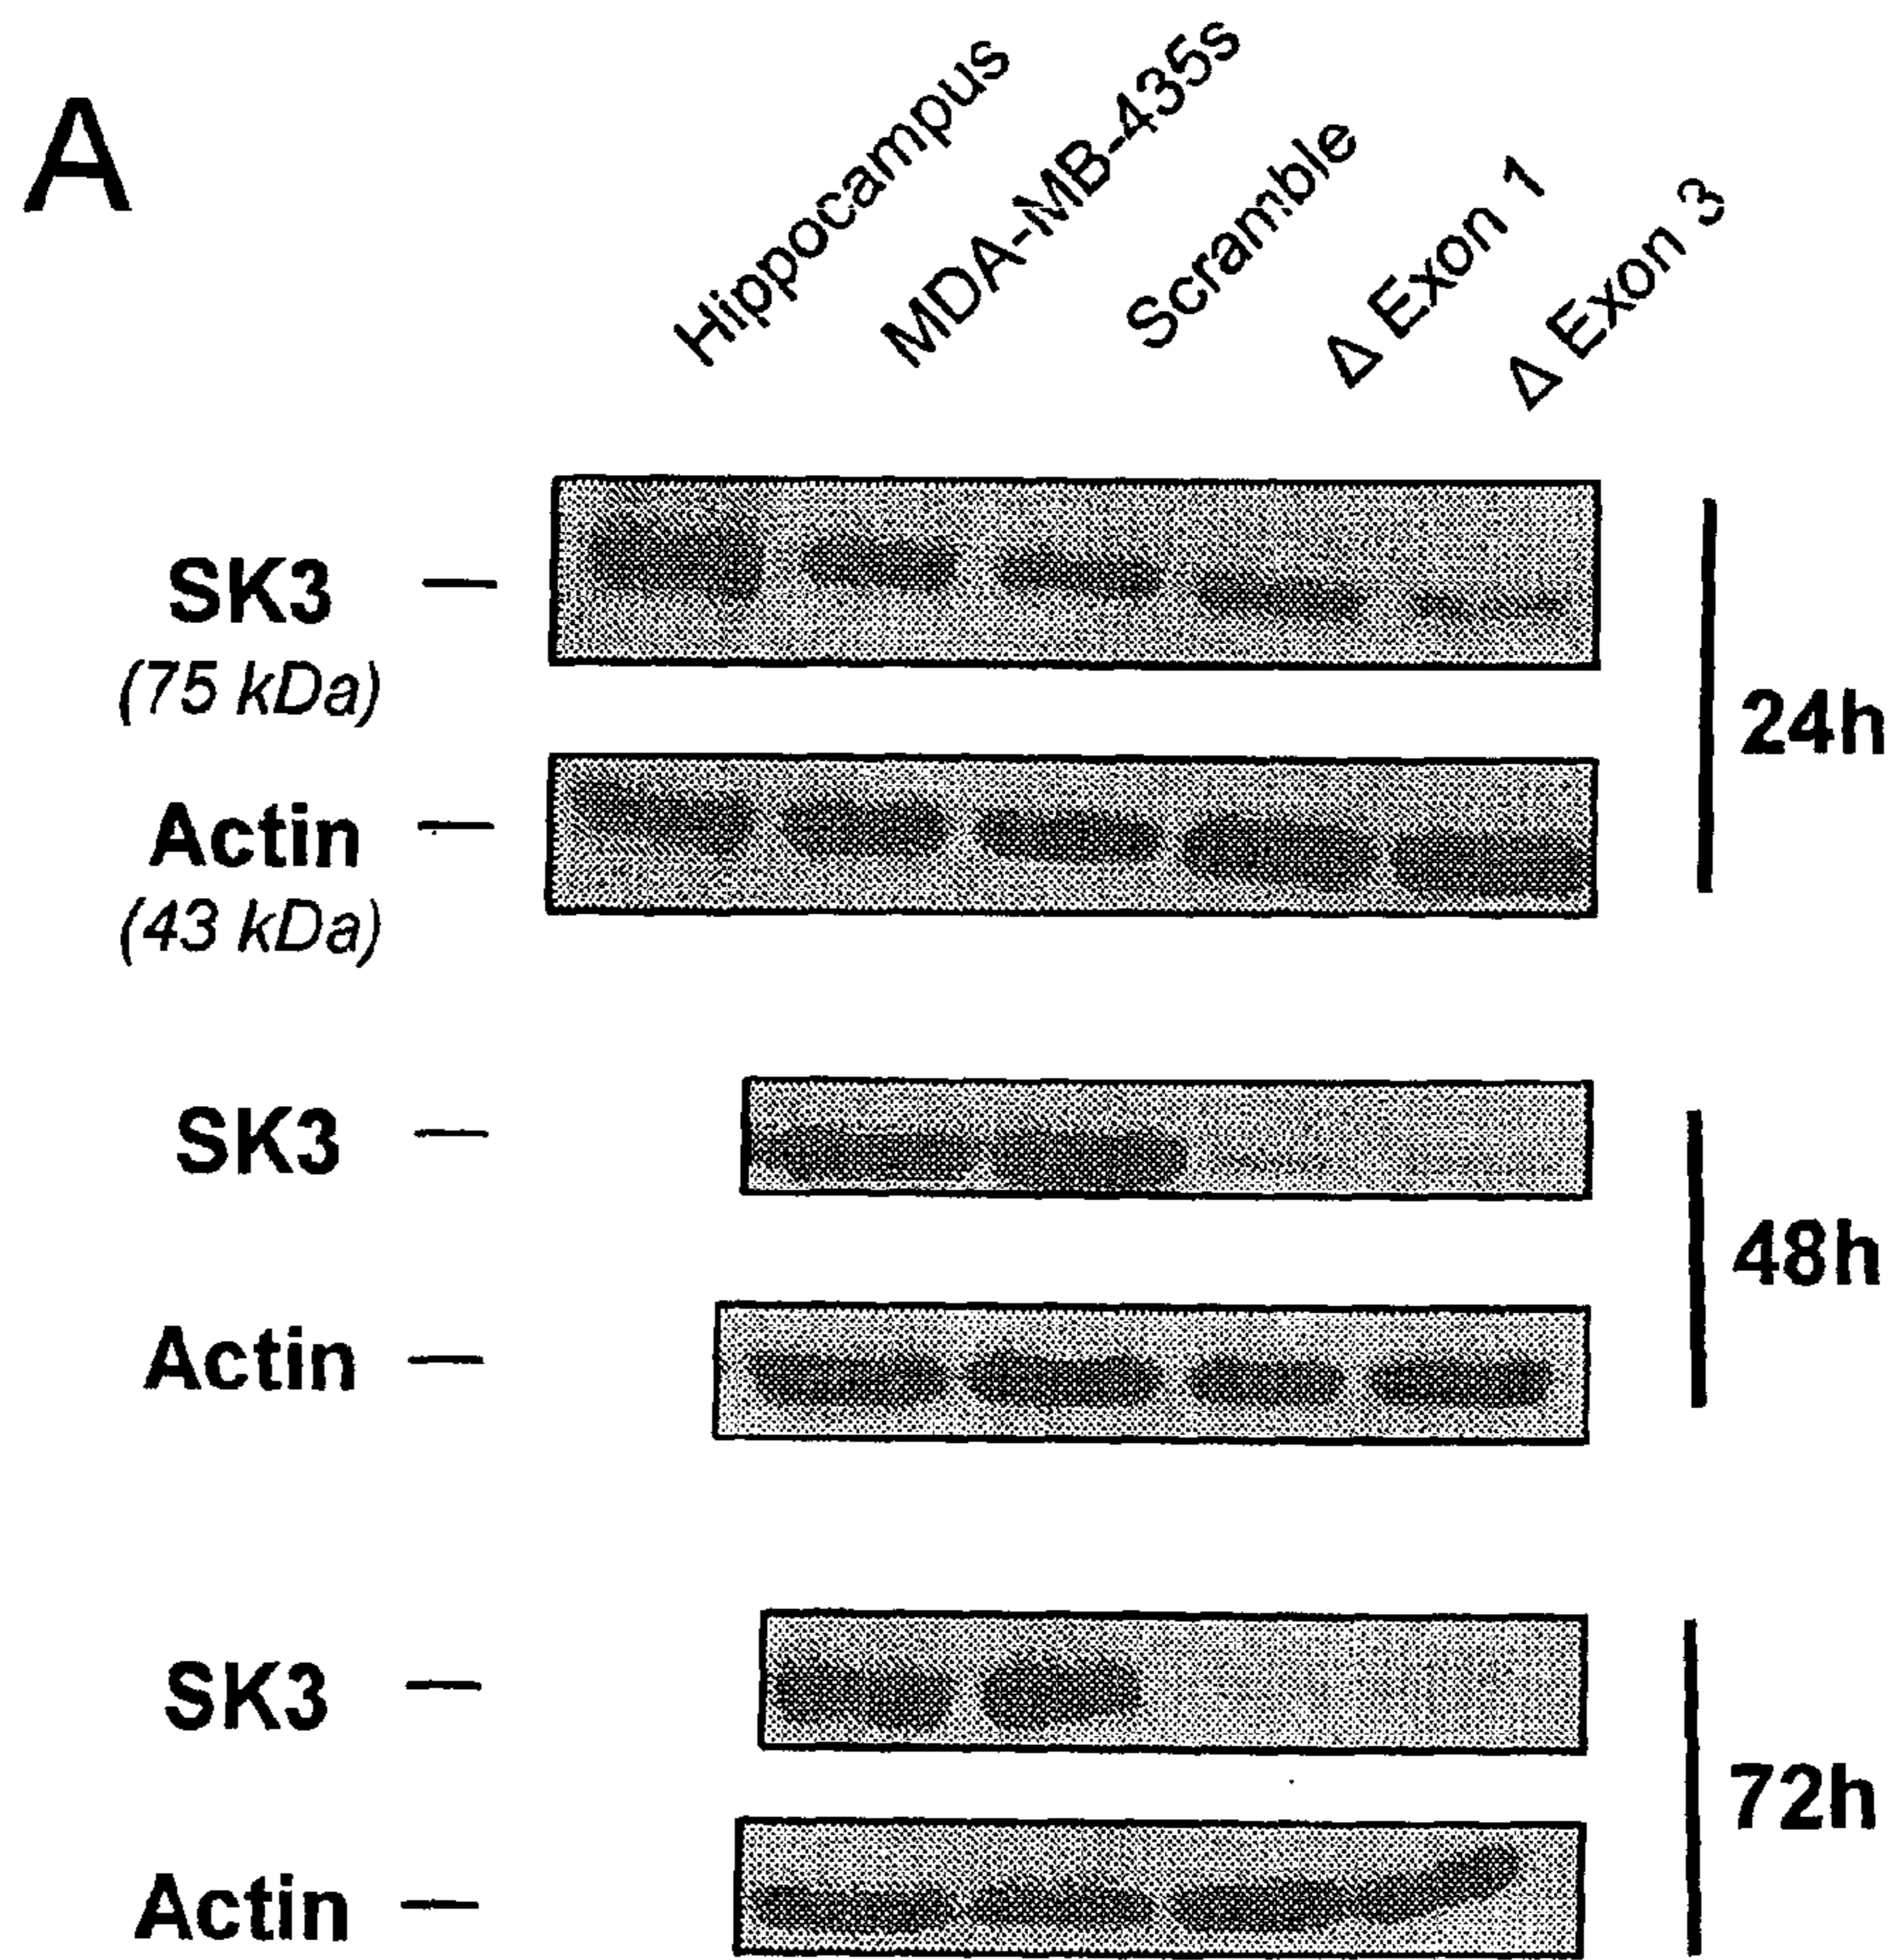 A
Hippocampus
MDA-MB-435s
Scramble
Δ Exon 1
Δ Exon 3
SK3
(75 kDa)
24h
Actin
(43 kDa)
SK3
48h
Actin
SK3
72h
Actin